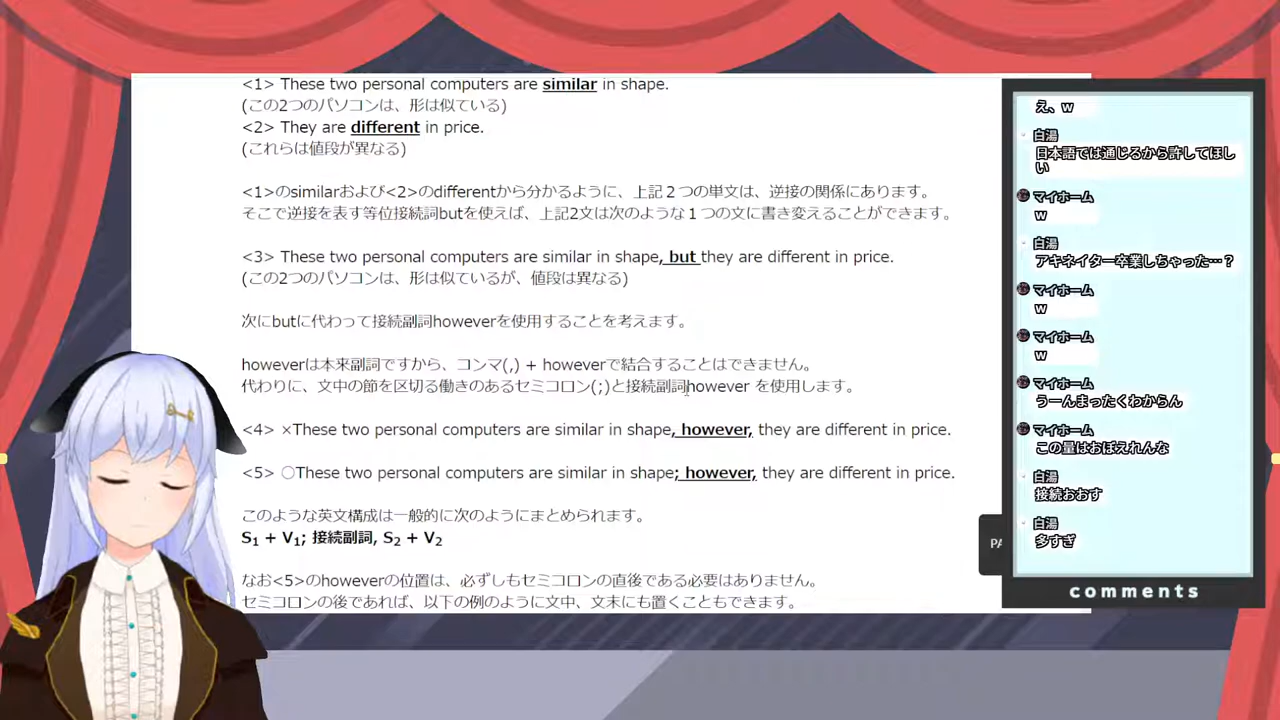 <1> These two personal computers are similar in shape.
(この2つのパソコンは、形は似ている)
<2> They are different in price.
(これらは値段が異なる)
<1>のsimilarおよび<2>のdifferentから分かるように、上記２つの単文は、逆接の関係にあります。
そこで逆接を表す等位接続詞butを使えば、上記2文は次のような１つの文に書き変えることができます。
<3> These two personal computers are similar in shape, but they are different in price.
(この2つのパソコンは、形は似ているが、値段は異なる)
次にbutに代わって接続副詞howeverを使用することを考えます。
howeverは本来副詞ですから、コンマ(,) + howeverで結合することはできません。
代わりに、文中の節を区切る働きのあるセミコロン(;)と接続副詞however を使用します。
<4> ×These two personal computers are similar in shape, however, they are different in price.
<5> ○These two personal computers are similar in shape; however, they are different in price.
このような英文構成は一般的に次のようにまとめられます。
S₁ + V₁; 接続副詞, S₂ + V₂
なお<5>のhoweverの位置は、必ずしもセミコロンの直後である必要はありません。
セミコロンの後であれば、以下の例のように文中、文末にも置くこともできます。
PA
え、w
白湯
日本語では通じるから許してほし
い
マイホーム
w
白湯
アキネイター卒業しちゃった…？
マイホーム
w
マイホーム
w
マイホーム
うーんまったくわからん
マイホーム
この量はおぼえれんな
白湯
接続おおす
白湯
多すぎ
comments